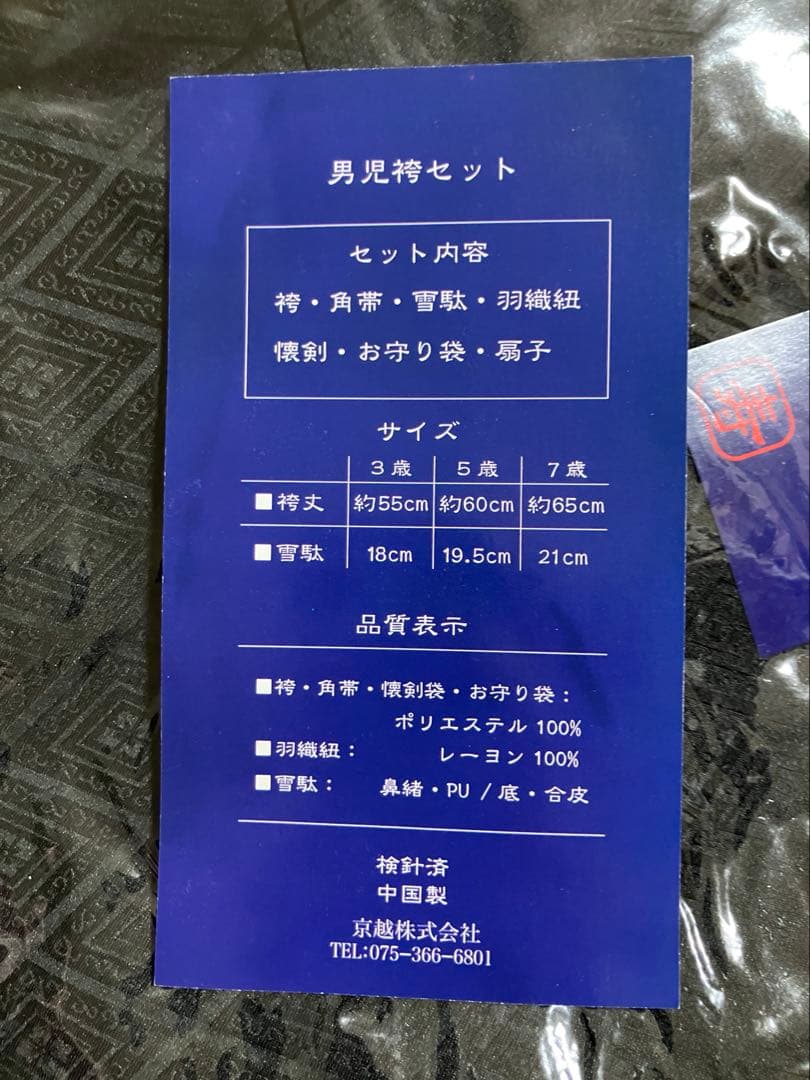 男児袴セット
セット内容
袴・角帯・雪駄・羽織紐
懐剣・お守り袋・扇子
サイズ
3歳 5歳 7歳
■袴丈 約55cm 約60cm 約65cm
■雪駄 18cm 19.5cm 21cm
品質表示
■袴・角帯・懐剣袋・お守り袋:
ポリエステル 100%
■羽織紐: レーヨン 100%
■雪駄: 鼻緒・PU / 底・合皮
検針済
中国製
京越株式会社
TEL:075-366-6801
寿